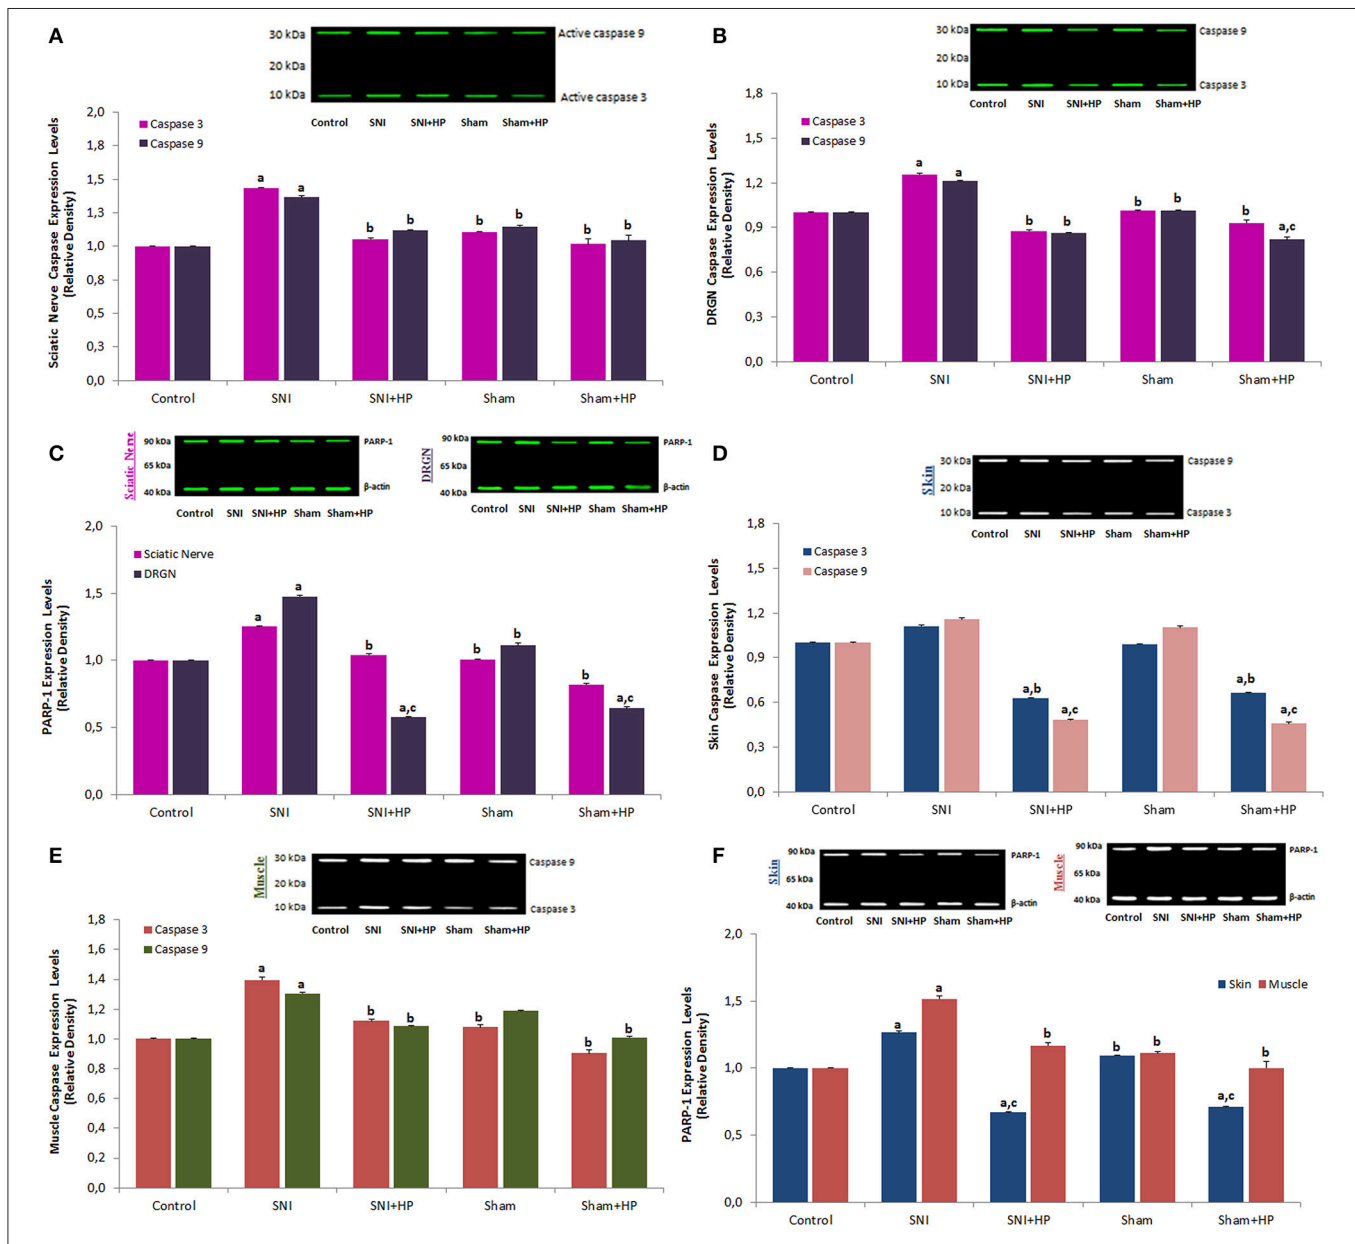 A
30 kDa
20 kDa
10 kDa
Active caspase 9
Active caspase 3
Control SNI SNI+HP Sham Sham+HP
Sciatic Nerve Caspase Expression Levels
(Relative Density)
2,0
1,8
1,5
1,3
1,0
0,8
0,5
0,3
0,0
Caspase 3
Caspase 9
a a b b b b b b
Control SNI SNI+HP Sham Sham+HP
B
30 kDa
20 kDa
10 kDa
Caspase 9
Caspase 3
Control SNI SNI+HP Sham Sham+HP
DRGN Caspase Expression Levels
(Relative Density)
1,8
1,5
1,2
0,9
0,6
0,3
0,0
Caspase 3
Caspase 9
a a b b b b b a,c
Control SNI SNI+HP Sham Sham+HP
C
Sciatic Nerve
90 kDa
65 kDa
40 kDa
PARP-1
β-actin
Control SNI SNI+HP Sham Sham+HP
DRGN
90 kDa
65 kDa
40 kDa
PARP-1
β-actin
Control SNI SNI+HP Sham Sham+HP
PARP-1 Expression Levels
(Relative Density)
2,0
1,5
1,0
0,5
0,0
Sciatic Nerve
DRGN
a a b a,c b b b a,c
Control SNI SNI+HP Sham Sham+HP
D
Skin
30 kDa
20 kDa
10 kDa
Caspase 9
Caspase 3
Control SNI SNI+HP Sham Sham+HP
Skin Caspase Expression Levels
(Relative Density)
1,8
1,5
1,2
0,9
0,6
0,3
0,0
Caspase 3
Caspase 9
a,b a,c a,b a,c
Control SNI SNI+HP Sham Sham+HP
E
Muscle
30 kDa
20 kDa
10 kDa
Caspase 9
Caspase 3
Control SNI SNI+HP Sham Sham+HP
Muscle Caspase Expression Levels
(Relative Density)
1,8
1,6
1,4
1,2
1,0
0,8
0,6
0,4
0,2
0,0
Caspase 3
Caspase 9
a a b b b b b
Control SNI SNI+HP Sham Sham+HP
F
Skin
90 kDa
65 kDa
40 kDa
PARP-1
β-actin
Control SNI SNI+HP Sham Sham+HP
Muscle
90 kDa
65 kDa
40 kDa
PARP-1
β-actin
Control SNI SNI+HP Sham Sham+HP
PARP-1 Expression Levels
(Relative Density)
2,0
1,5
1,0
0,5
0,0
Skin Muscle
a a a,c b b b a,c b
Control SNI SNI+HP Sham Sham+HP